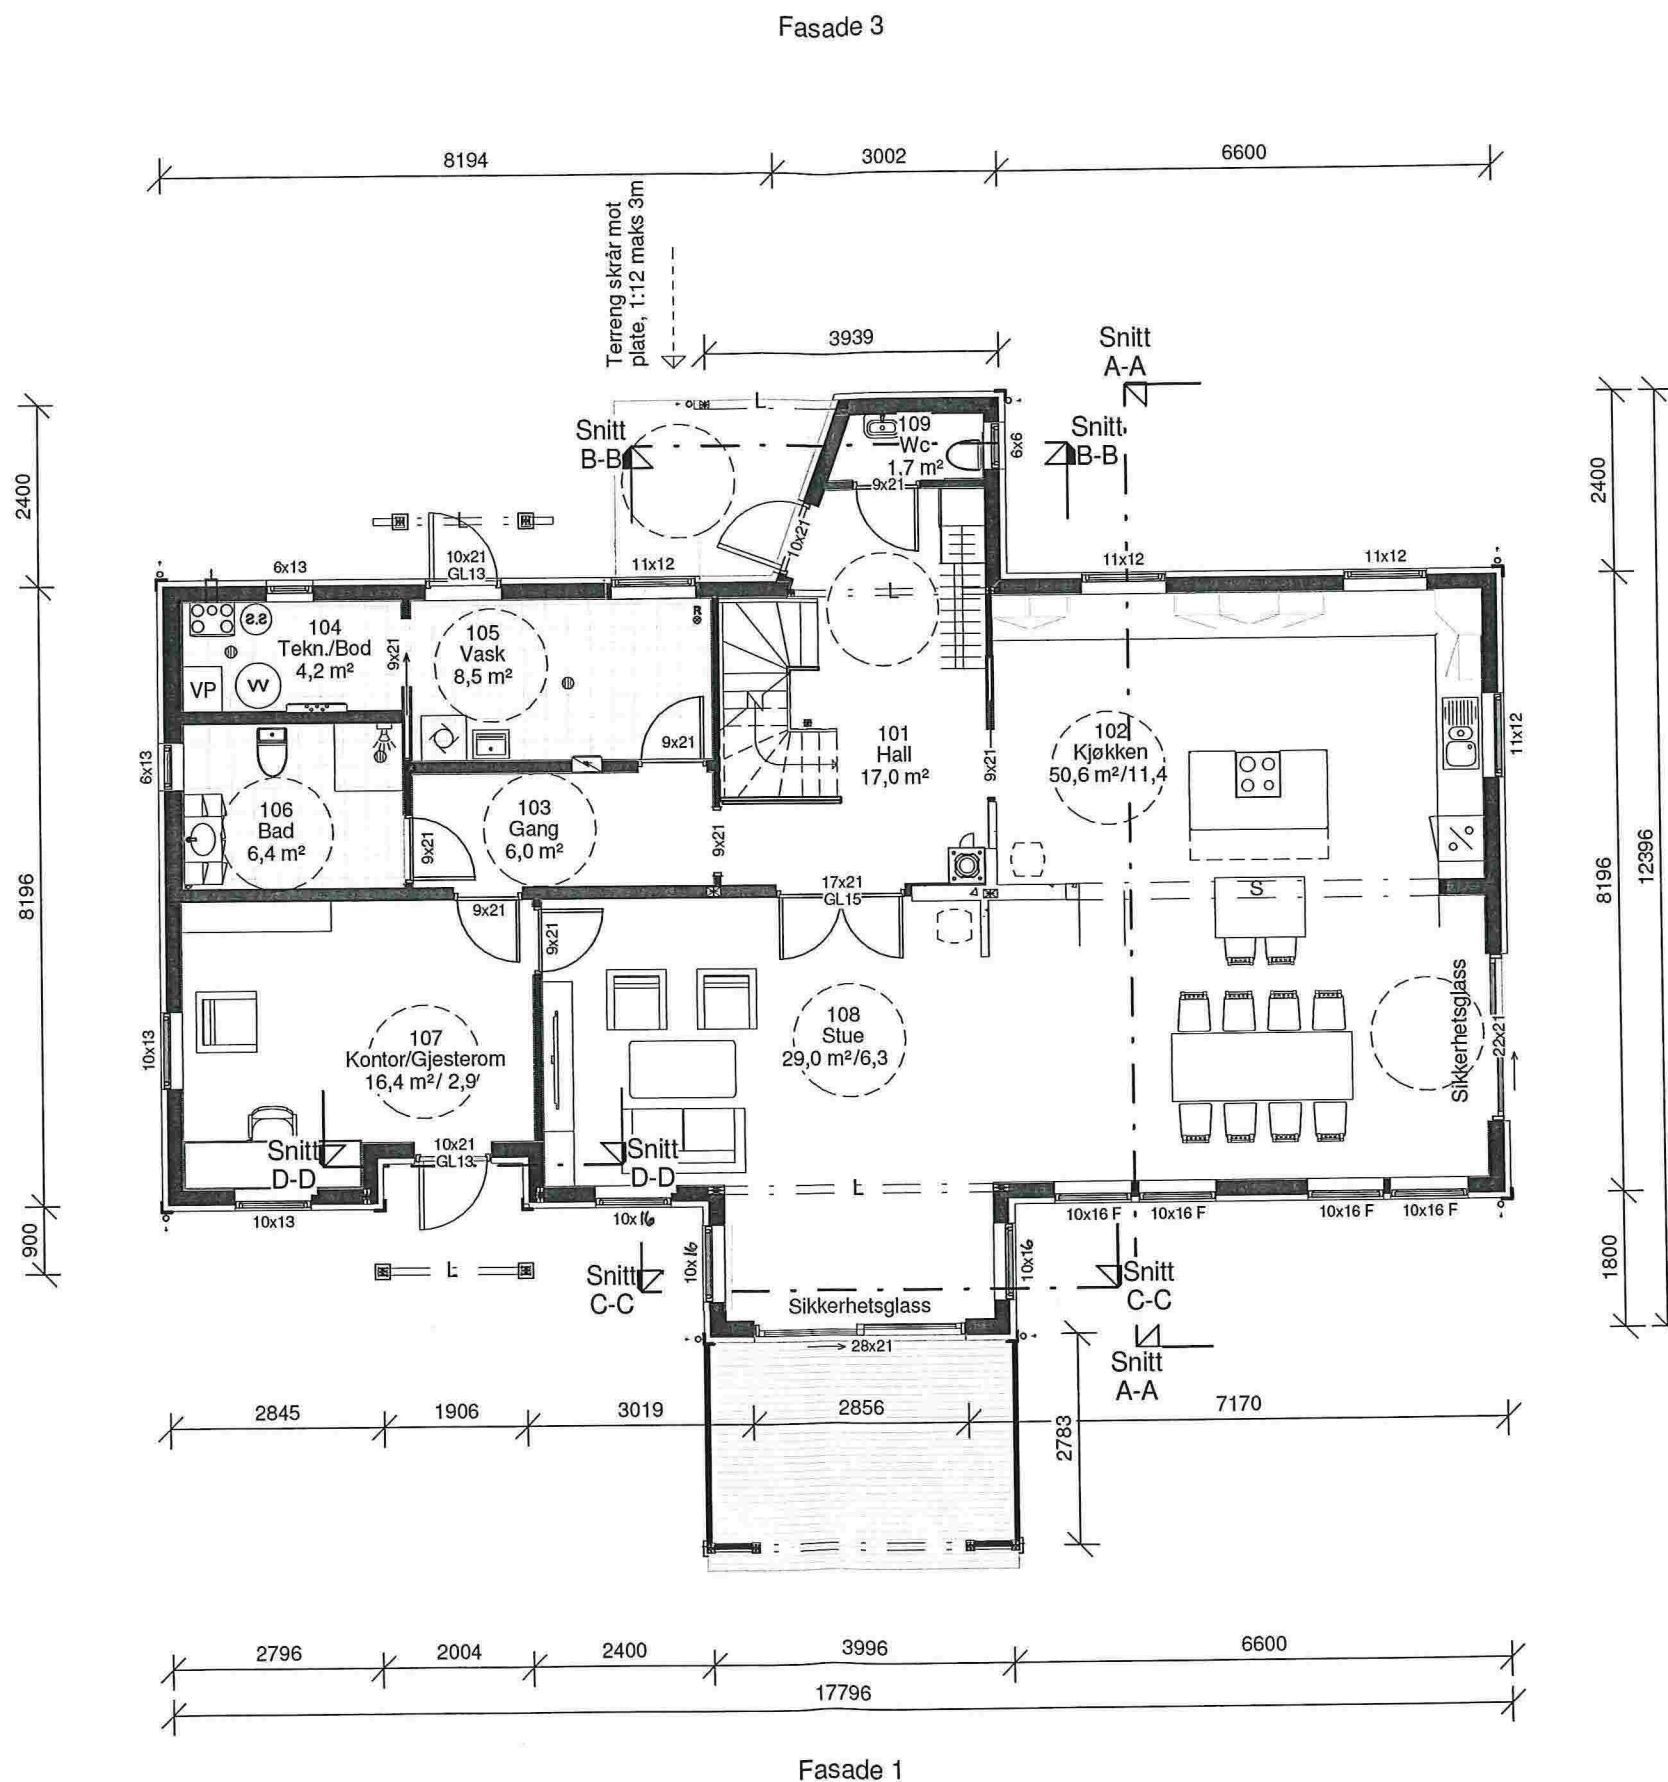 Fasade 3
8194
3002
6600
Terreng skrår mot
plate, 1:12 maks 3m
3939
Snitt
A-A
Snitt
B-B
109
Wc
1,7 m²
9x21
6x6
Snitt
B-B
2400
2400
L
L
10x21
GL13
6x13
11x12
10x21
11x12
11x12
L
104
Tekn./Bod
4,2 m²
S.S
VP
VV
9x21
105
Vask
8,5 m²
R
9x21
101
Hall
17,0 m²
9x21
102
Kjøkken
50,6 m²/11,4
11x12
6x13
106
Bad
6,4 m²
9x21
103
Gang
6,0 m²
9x21
8196
8196
12396
17x21
GL15
S
9x21
9x21
10x13
107
Kontor/Gjesterom
16,4 m²/ 2,9
108
Stue
29,0 m²/6,3
Sikkerhetsglass
22x21
Snitt
D-D
10x21
GL13
Snitt
D-D
L
10x13
10x16
10x16 F
10x16 F
10x16 F
10x16 F
900
L
Snitt
C-C
10x16
10x16
Snitt
C-C
1800
Sikkerhetsglass
28x21
Snitt
A-A
2845
1906
3019
2856
7170
2783
2796
2004
2400
3996
6600
17796
Fasade 1